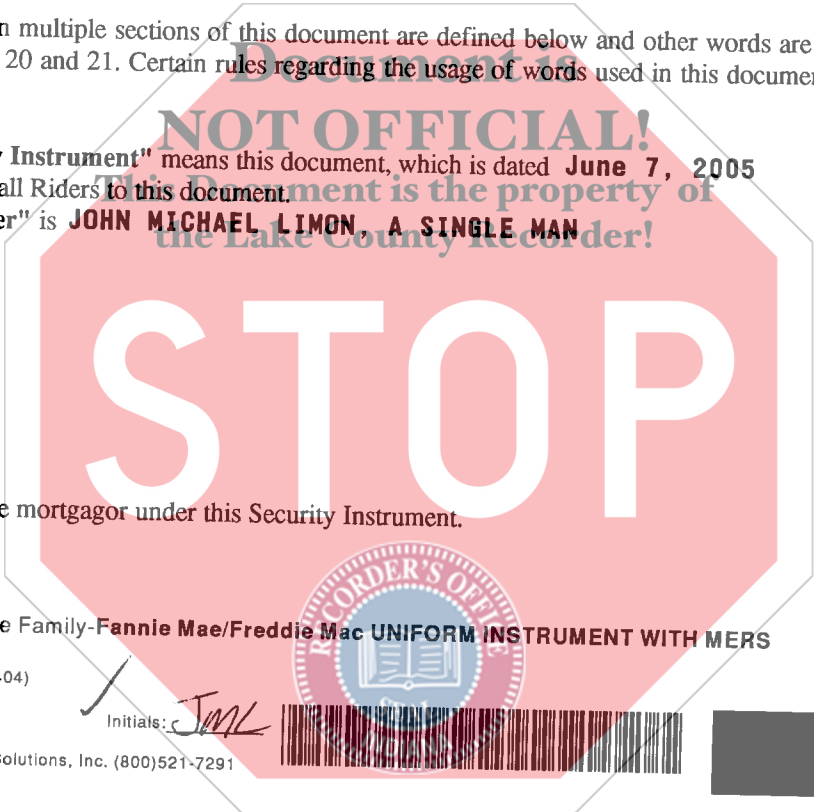 n multiple sections of this document are defined below and other words are
20 and 21. Certain rules regarding the usage of words used in this documen
Document is
NOT OFFICIAL!
Instrument" means this document, which is dated June 7, 2005
all Riders to this document.
This Document is the property of
er" is JOHN MICHAEL LIMON, A SINGLE MAN
the Lake County Recorder!
STOP
e mortgagor under this Security Instrument.
RECORDER'S OFFICE
SEAL
INDIANA
e Family-Fannie Mae/Freddie Mac UNIFORM INSTRUMENT WITH MERS
04)
Initials: JML
Solutions, Inc. (800)521-7291